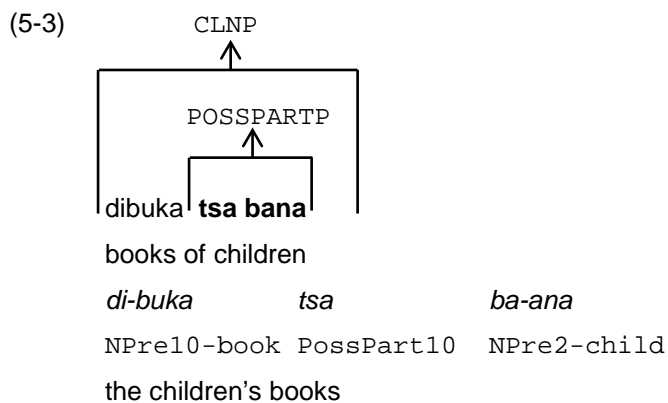 (5-3) CLNP
POSSPARTP
dibuka tsa bana
books of children
di-buka tsa ba-ana
NPre10-book PossPart10 NPre2-child
the children's books